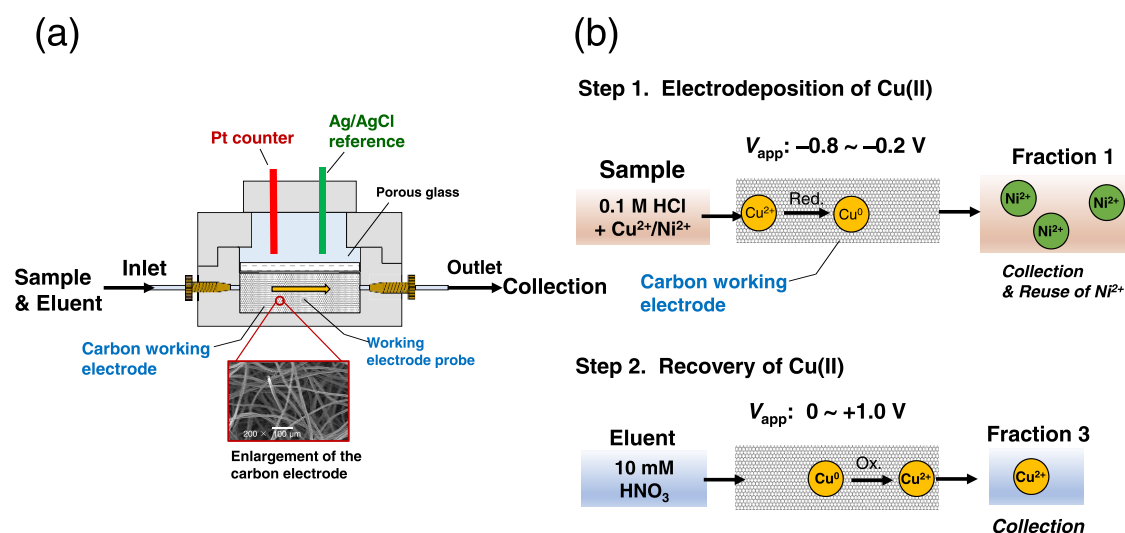 (a)
Pt counter
Ag/AgCl
reference
Porous glass
Inlet
Sample
& Eluent
Outlet
Collection
Carbon working
electrode
Working
electrode probe
200 × 100 μm
Enlargement of the
carbon electrode
(b)
Step 1. Electrodeposition of Cu(II)
Vapp: –0.8 ~ –0.2 V
Sample
0.1 M HCl
+ Cu²⁺/Ni²⁺
Cu²⁺
Red.
Cu⁰
Fraction 1
Ni²⁺
Ni²⁺
Ni²⁺
Carbon working
electrode
Collection
& Reuse of Ni²⁺
Step 2. Recovery of Cu(II)
Vapp: 0 ~ +1.0 V
Eluent
10 mM
HNO₃
Cu⁰
Ox.
Cu²⁺
Fraction 3
Cu²⁺
Collection